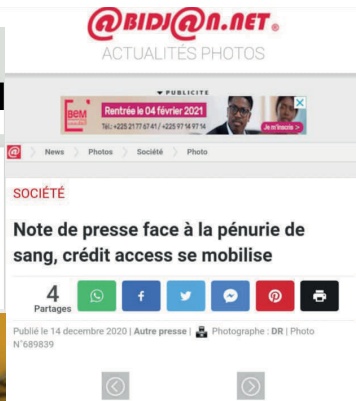 @BIDJ@N.NET®
ACTUALITÉS PHOTOS
PUBLICITE
BEM
Rentrée le 04 février 2021
Tél.: +225 21 77 67 41 / +225 97 14 97 14
Je m'inscris >
@ News Photos Société Photo
SOCIÉTÉ
Note de presse face à la pénurie de
sang, crédit access se mobilise
4
Partages
Publié le 14 decembre 2020 | Autre presse | Photographe : DR | Photo
N°689839